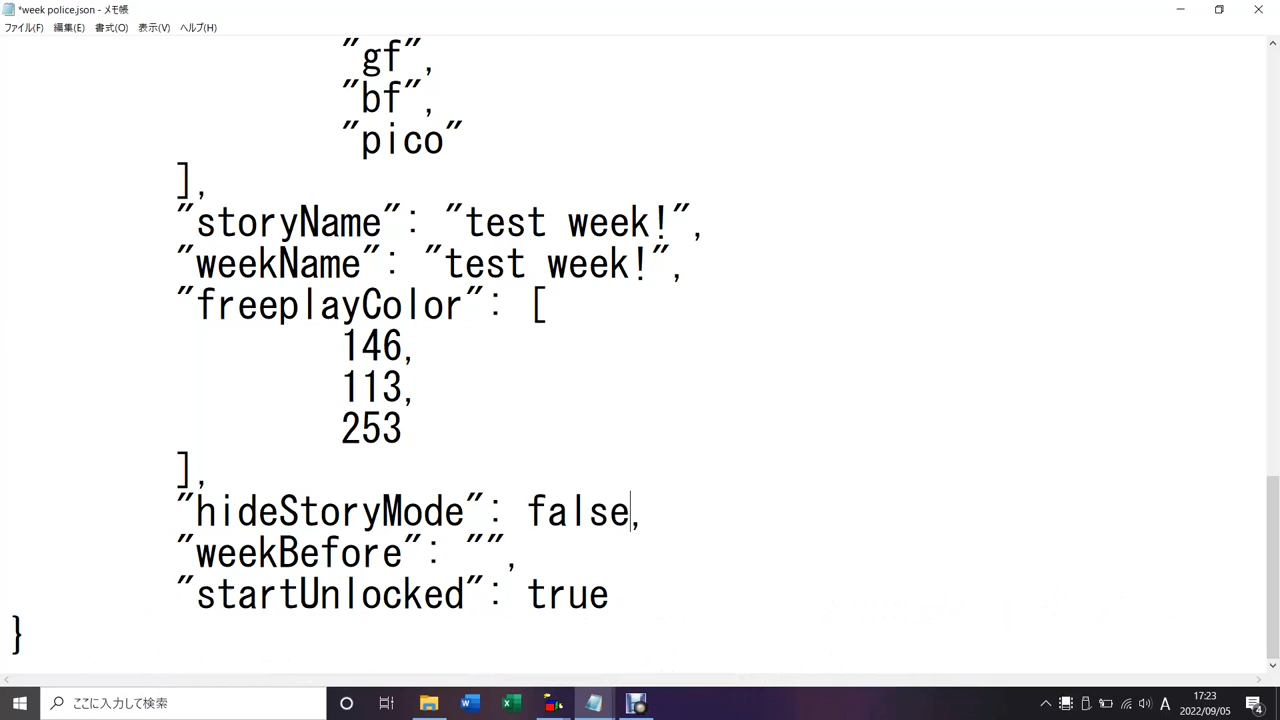 *week police.json - メモ帳
ファイル(F) 編集(E) 書式(O) 表示(V) ヘルプ(H)
"gf",
"bf",
"pico"
],
"storyName": "test week!",
"weekName": "test week!",
"freeplayColor": [
146,
113,
253
],
"hideStoryMode": false,
"weekBefore": "",
"startUnlocked": true
}
ここに入力して検索
A
17:23
2022/09/05
4